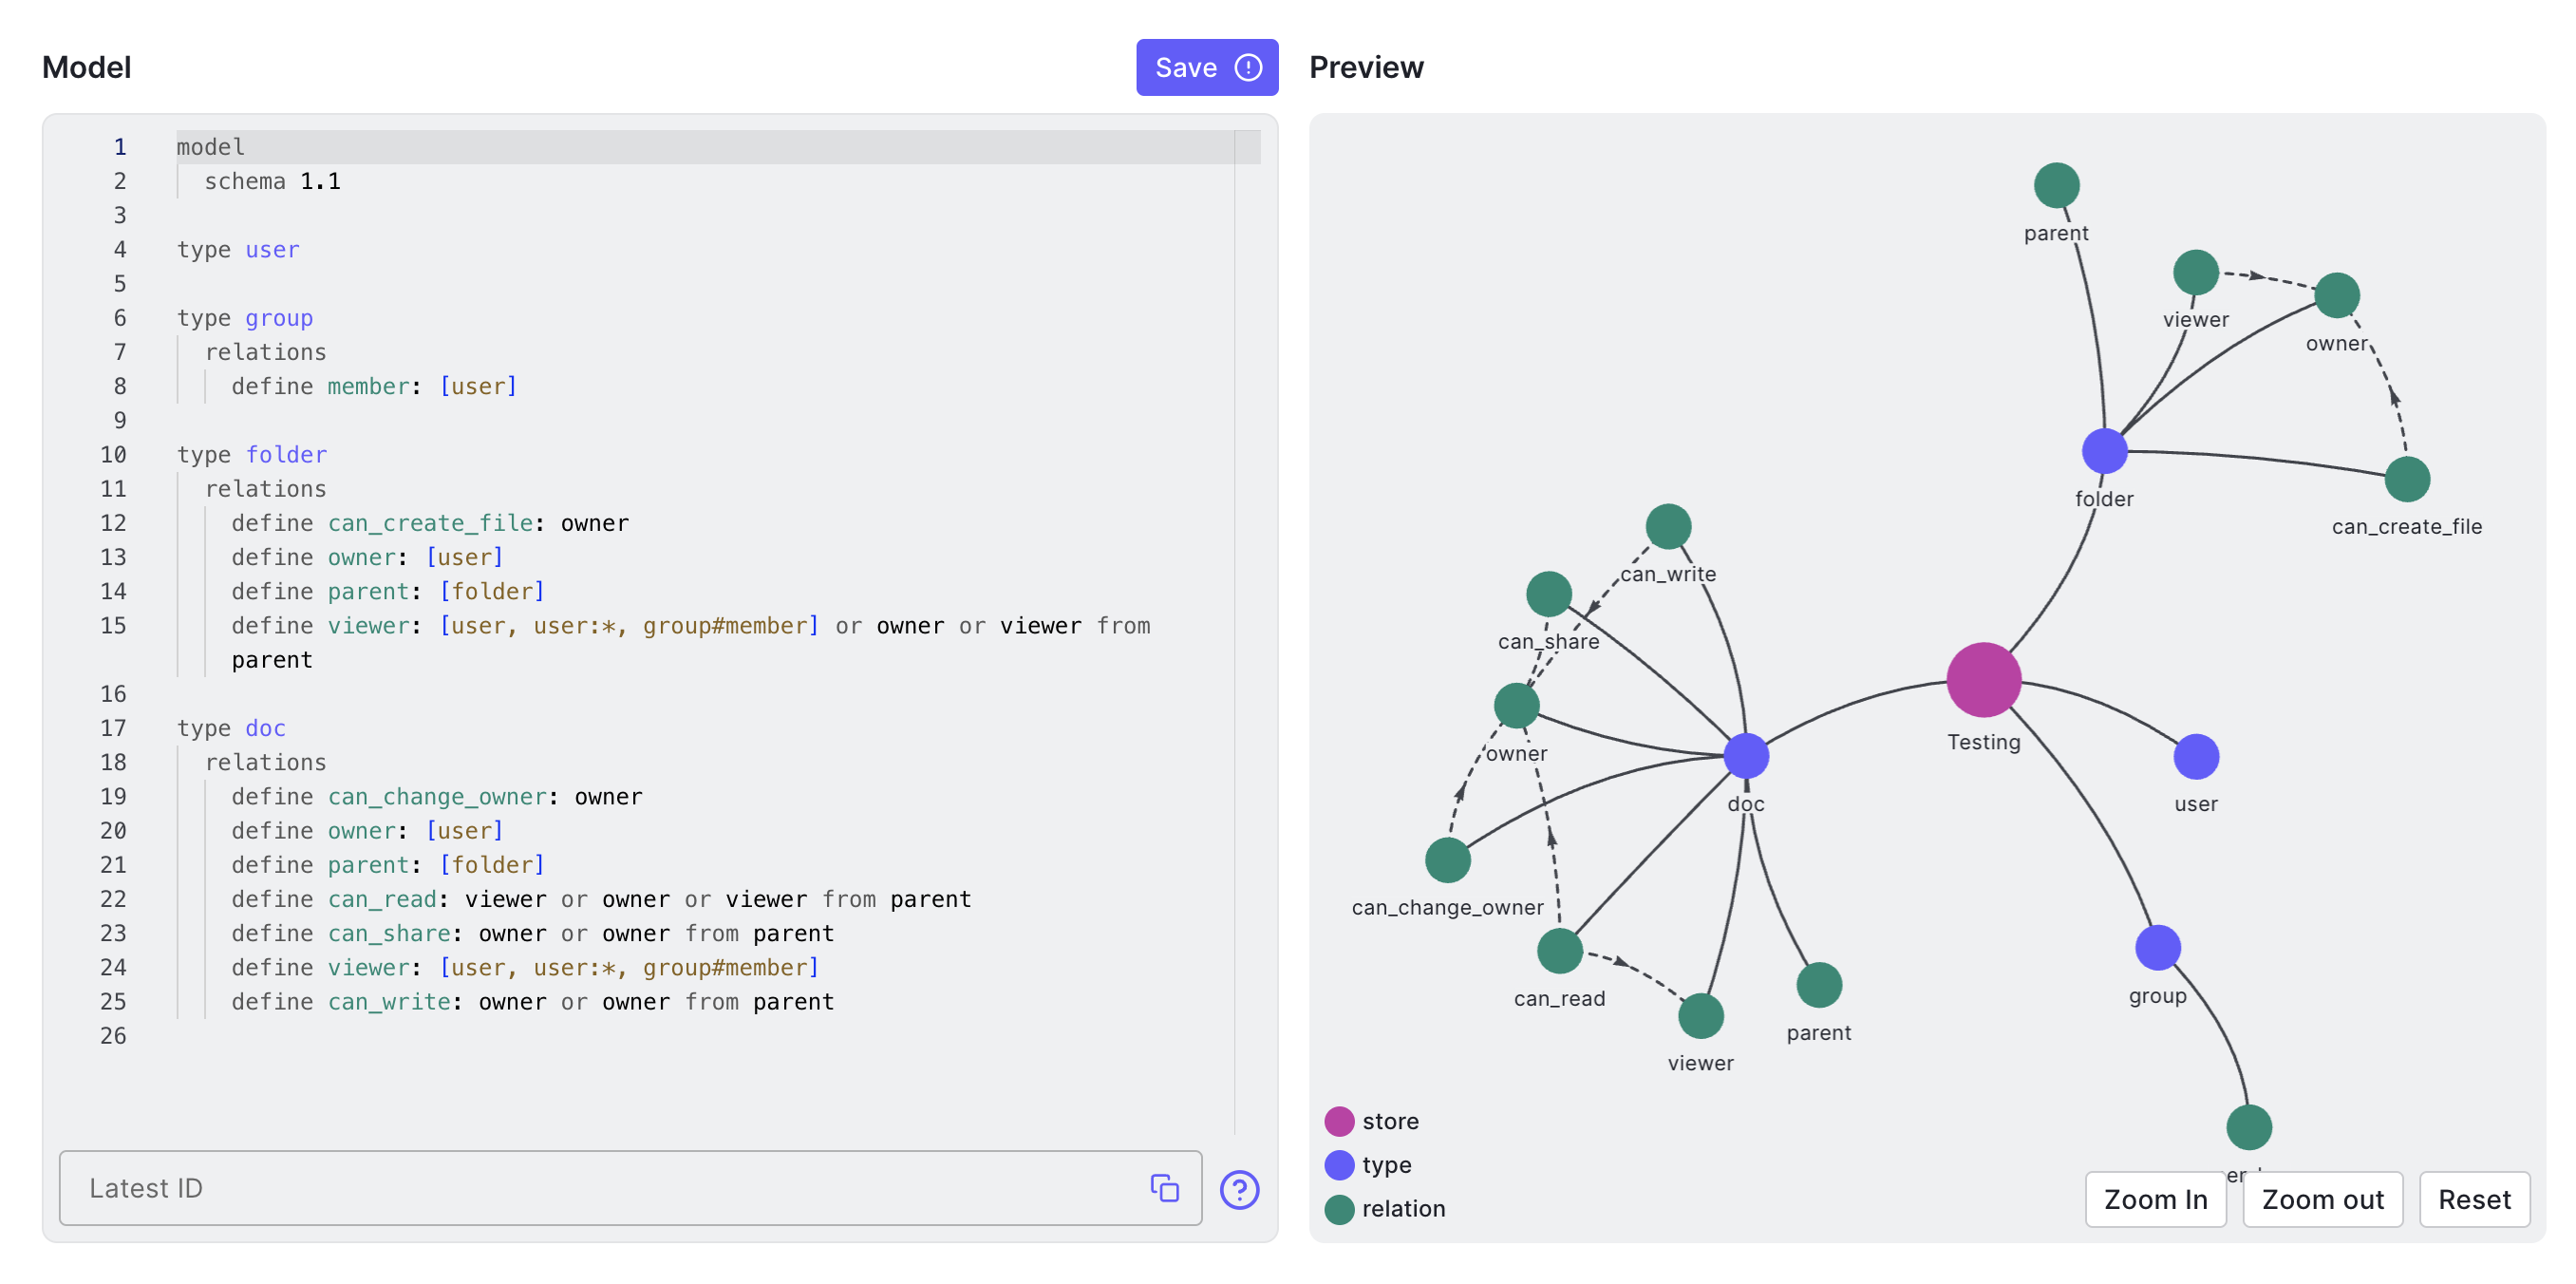 Model
Save
Preview
1 model
2 schema 1.1
3
4 type user
5
6 type group
7 relations
8 define member: [user]
9
10 type folder
11 relations
12 define can_create_file: owner
13 define owner: [user]
14 define parent: [folder]
15 define viewer: [user, user:*, group#member] or owner or viewer from
parent
16
17 type doc
18 relations
19 define can_change_owner: owner
20 define owner: [user]
21 define parent: [folder]
22 define can_read: viewer or owner or viewer from parent
23 define can_share: owner or owner from parent
24 define viewer: [user, user:*, group#member]
25 define can_write: owner or owner from parent
26
Latest ID
parent
viewer
owner
folder
can_create_file
can_write
can_share
owner
doc
Testing
user
can_change_owner
can_read
viewer
parent
group
store
type
relation
Zoom In
Zoom out
Reset